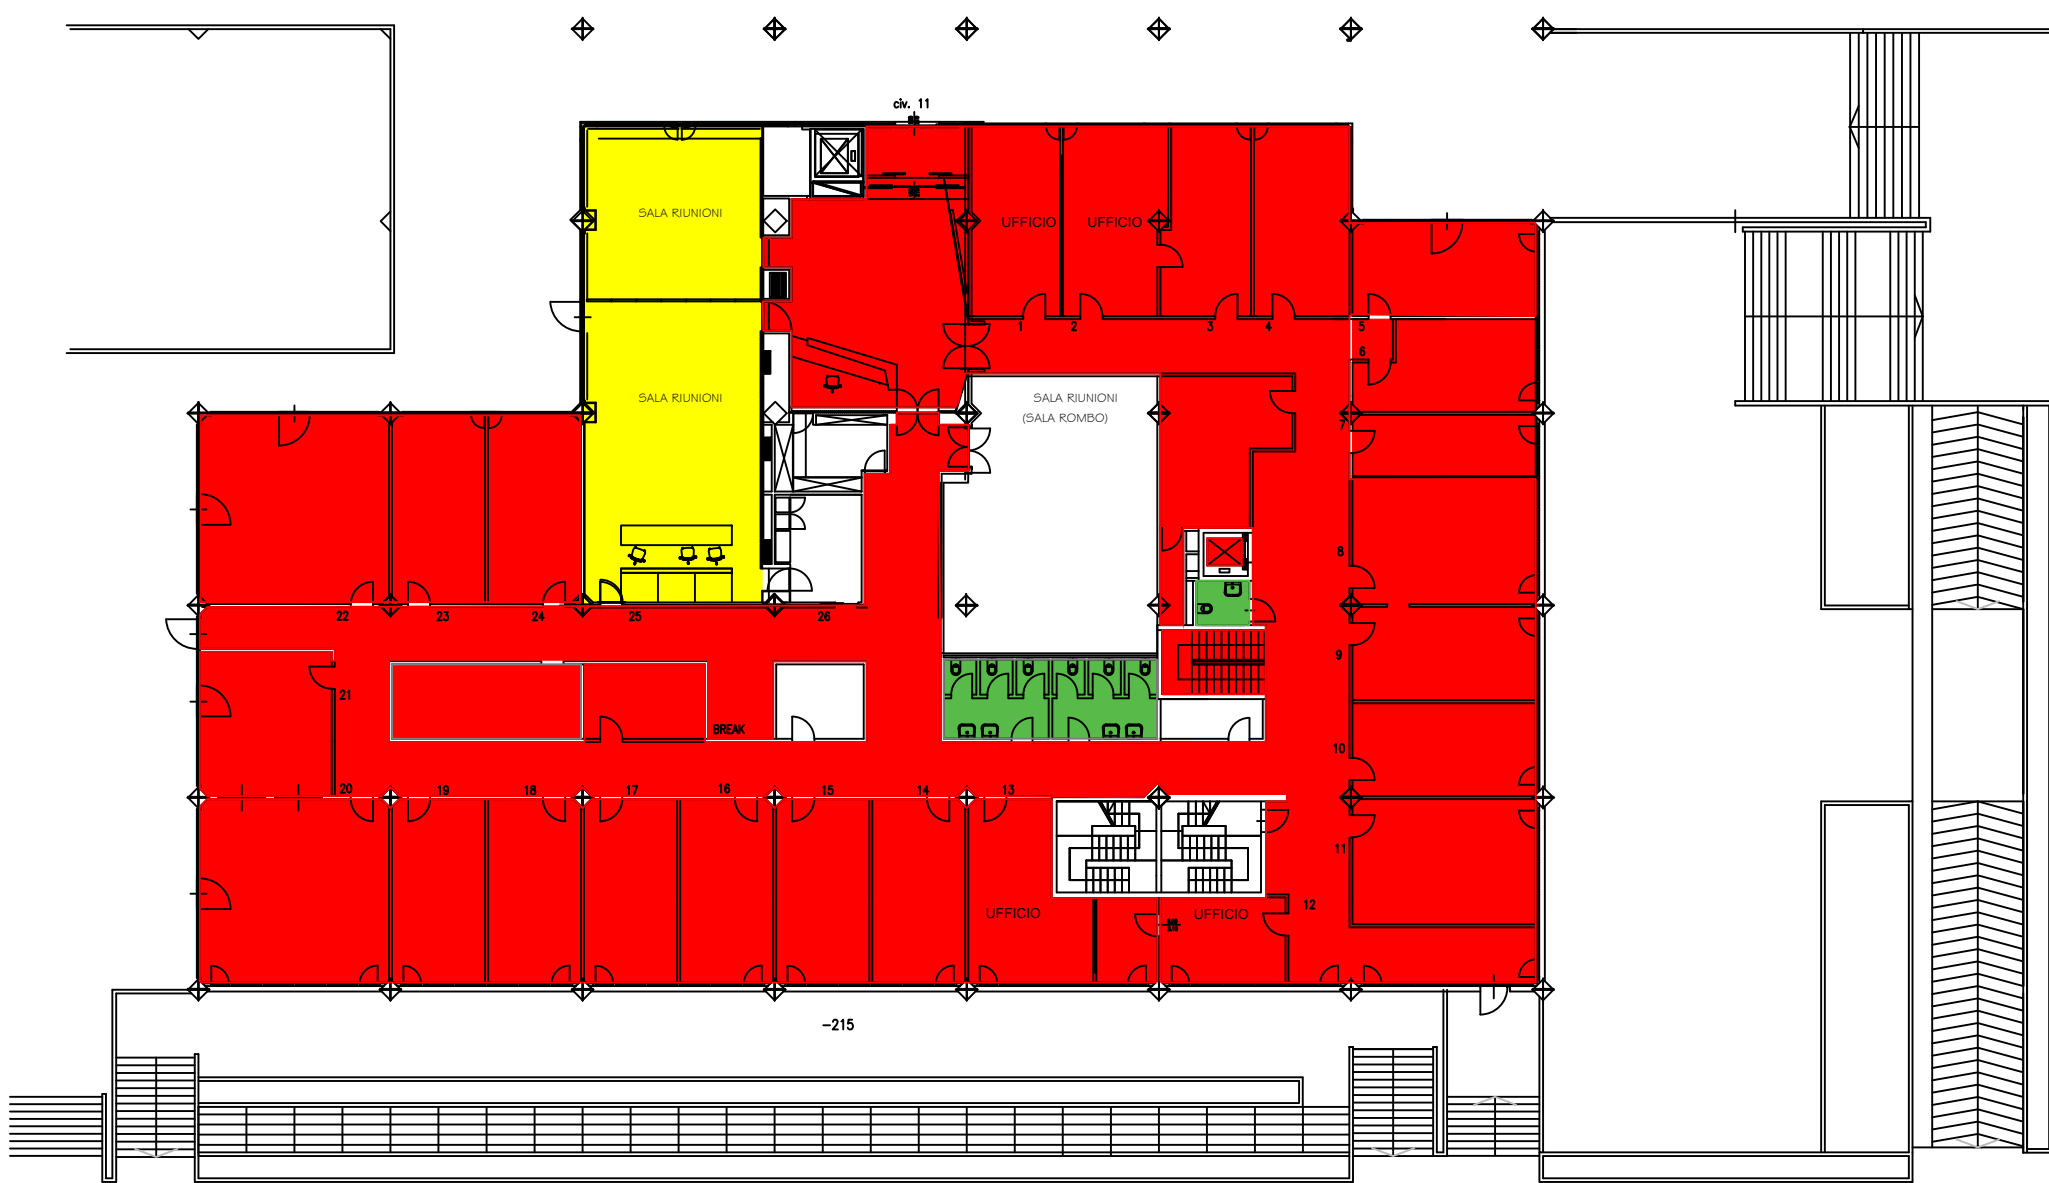 civ. 11
SALA RIUNIONI
UFFICIO
UFFICIO
1
2
3
4
5
6
SALA RIUNIONI
SALA RIUNIONI
(SALA ROMBO)
7
8
22
23
24
25
26
9
21
BREAK
10
20
19
18
17
16
15
14
13
11
12
UFFICIO
UFFICIO
-215